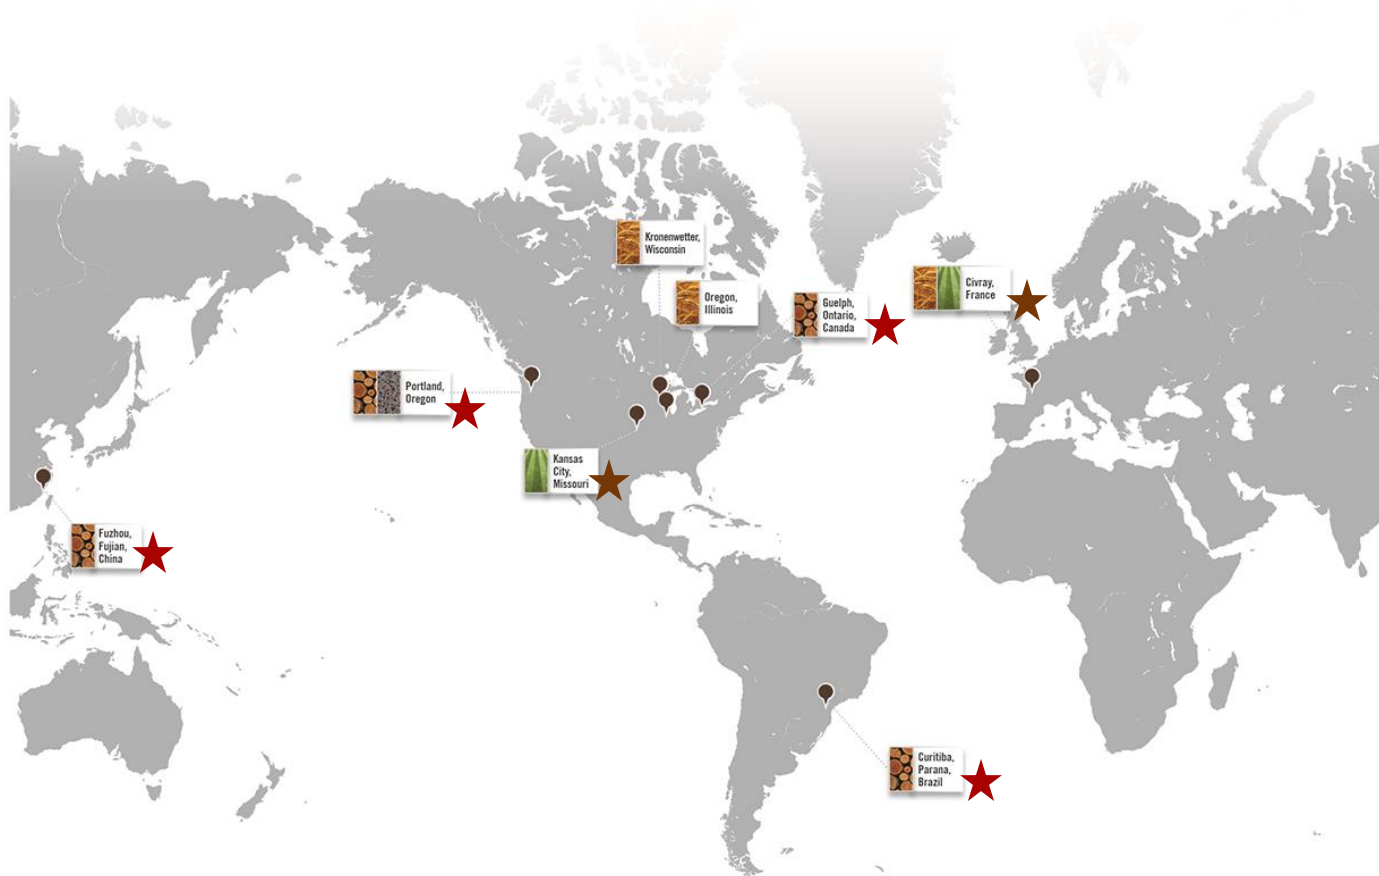 Kronenwetter,
Wisconsin
Oregon,
Illinois
Guelph,
Ontario,
Canada
Civray,
France
Portland,
Oregon
Kansas
City,
Missouri
Fuzhou,
Fujian,
China
Curitiba,
Parana,
Brazil